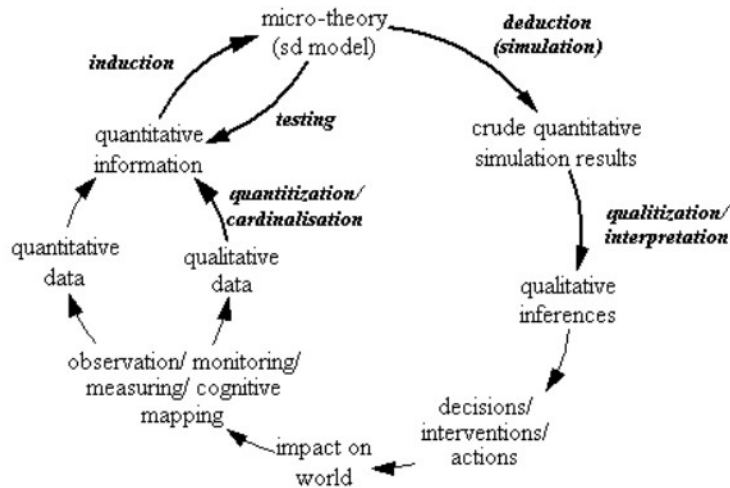 micro-theory
(sd model)
deduction
(simulation)
induction
testing
quantitative
information
crude quantitative
simulation results
quantitization/
cardinalisation
qualitization/
interpretation
quantitative
data
qualitative
data
qualitative
inferences
observation/ monitoring/
measuring/ cognitive
mapping
decisions/
interventions/
actions
impact on
world